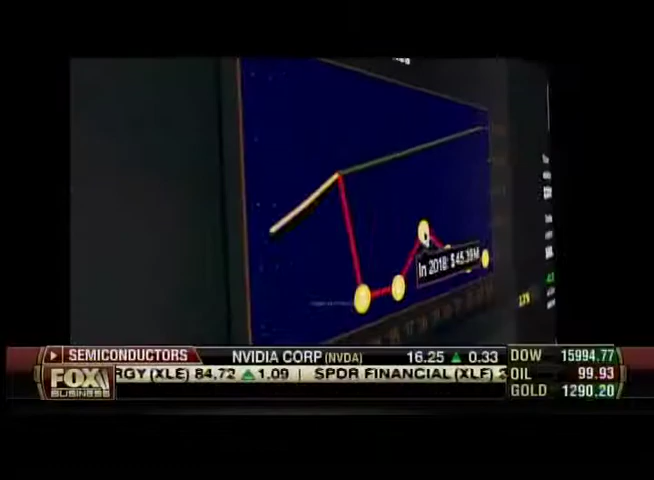 In 2018: $45.39M
SEMICONDUCTORS
NVIDIA CORP (NVDA) 16.25 ▲ 0.33
DOW 15994.77
FOX BUSINESS
RGY (XLE) 84.72 ▲ 1.09 | SPDR FINANCIAL (XLF)
OIL 99.93
GOLD 1290.20